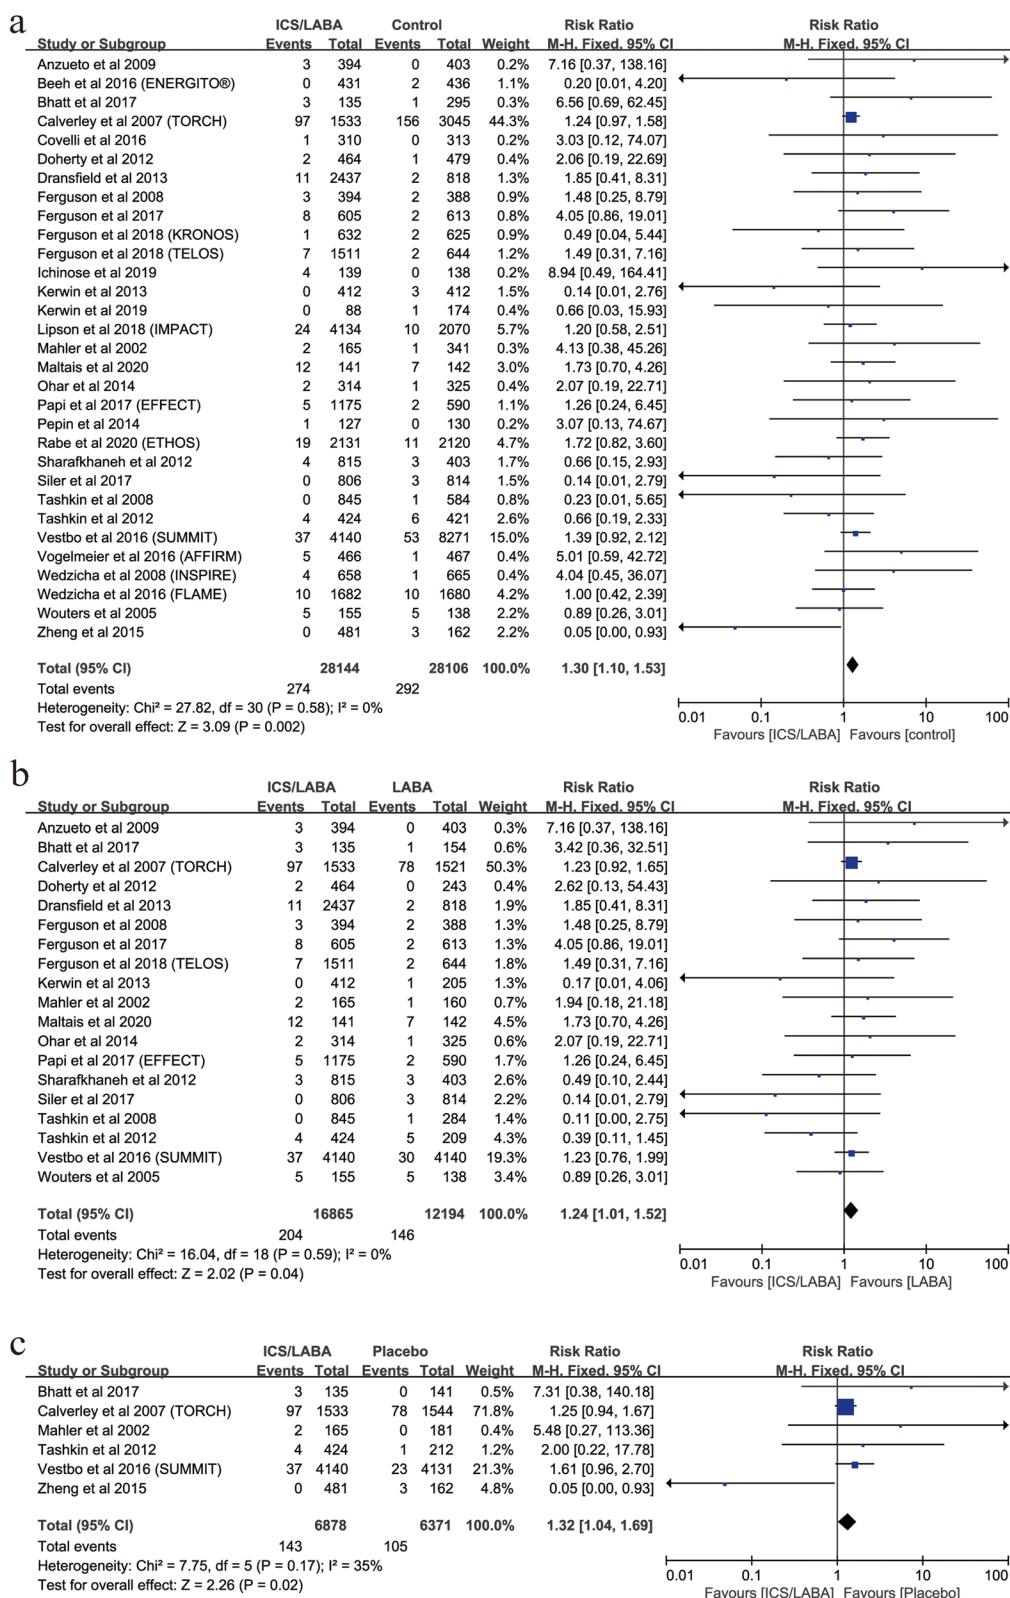 a
ICS/LABA Control Risk Ratio Risk Ratio
Study or Subgroup Events Total Events Total Weight M-H, Fixed, 95% CI M-H, Fixed, 95% CI
Anzueto et al 2009 3 394 0 403 0.2% 7.16 [0.37, 138.16]
Beeh et al 2016 (ENERGITO®) 0 431 2 436 1.1% 0.20 [0.01, 4.20]
Bhatt et al 2017 3 135 1 295 0.3% 6.56 [0.69, 62.45]
Calverley et al 2007 (TORCH) 97 1533 156 3045 44.3% 1.24 [0.97, 1.58]
Covelli et al 2016 1 310 0 313 0.2% 3.03 [0.12, 74.07]
Doherty et al 2012 2 464 1 479 0.4% 2.06 [0.19, 22.69]
Dransfield et al 2013 11 2437 2 818 1.3% 1.85 [0.41, 8.31]
Ferguson et al 2008 3 394 2 388 0.9% 1.48 [0.25, 8.79]
Ferguson et al 2017 8 605 2 613 0.8% 4.05 [0.86, 19.01]
Ferguson et al 2018 (KRONOS) 1 632 2 625 0.9% 0.49 [0.04, 5.44]
Ferguson et al 2018 (TELOS) 7 1511 2 644 1.2% 1.49 [0.31, 7.16]
Ichinose et al 2019 4 139 0 138 0.2% 8.94 [0.49, 164.41]
Kerwin et al 2013 0 412 3 412 1.5% 0.14 [0.01, 2.76]
Kerwin et al 2019 0 88 1 174 0.4% 0.66 [0.03, 15.93]
Lipson et al 2018 (IMPACT) 24 4134 10 2070 5.7% 1.20 [0.58, 2.51]
Mahler et al 2002 2 165 1 341 0.3% 4.13 [0.38, 45.26]
Maltais et al 2020 12 141 7 142 3.0% 1.73 [0.70, 4.26]
Ohar et al 2014 2 314 1 325 0.4% 2.07 [0.19, 22.71]
Papi et al 2017 (EFFECT) 5 1175 2 590 1.1% 1.26 [0.24, 6.45]
Pepin et al 2014 1 127 0 130 0.2% 3.07 [0.13, 74.67]
Rabe et al 2020 (ETHOS) 19 2131 11 2120 4.7% 1.72 [0.82, 3.60]
Sharafkhaneh et al 2012 4 815 3 403 1.7% 0.66 [0.15, 2.93]
Siler et al 2017 0 806 3 814 1.5% 0.14 [0.01, 2.79]
Tashkin et al 2008 0 845 1 584 0.8% 0.23 [0.01, 5.65]
Tashkin et al 2012 4 424 6 421 2.6% 0.66 [0.19, 2.33]
Vestbo et al 2016 (SUMMIT) 37 4140 53 8271 15.0% 1.39 [0.92, 2.12]
Vogelmeier et al 2016 (AFFIRM) 5 466 1 467 0.4% 5.01 [0.59, 42.72]
Wedzicha et al 2008 (INSPIRE) 4 658 1 665 0.4% 4.04 [0.45, 36.07]
Wedzicha et al 2016 (FLAME) 10 1682 10 1680 4.2% 1.00 [0.42, 2.39]
Wouters et al 2005 5 155 5 138 2.2% 0.89 [0.26, 3.01]
Zheng et al 2015 0 481 3 162 2.2% 0.05 [0.00, 0.93]
Total (95% CI) 28144 28106 100.0% 1.30 [1.10, 1.53]
Total events 274 292
Heterogeneity: Chi² = 27.82, df = 30 (P = 0.58); I² = 0%
Test for overall effect: Z = 3.09 (P = 0.002)
0.01 0.1 1 10 100
Favours [ICS/LABA] Favours [control]
b
ICS/LABA LABA Risk Ratio Risk Ratio
Study or Subgroup Events Total Events Total Weight M-H, Fixed, 95% CI M-H, Fixed, 95% CI
Anzueto et al 2009 3 394 0 403 0.3% 7.16 [0.37, 138.16]
Bhatt et al 2017 3 135 1 154 0.6% 3.42 [0.36, 32.51]
Calverley et al 2007 (TORCH) 97 1533 78 1521 50.3% 1.23 [0.92, 1.65]
Doherty et al 2012 2 464 0 243 0.4% 2.62 [0.13, 54.43]
Dransfield et al 2013 11 2437 2 818 1.9% 1.85 [0.41, 8.31]
Ferguson et al 2008 3 394 2 388 1.3% 1.48 [0.25, 8.79]
Ferguson et al 2017 8 605 2 613 1.3% 4.05 [0.86, 19.01]
Ferguson et al 2018 (TELOS) 7 1511 2 644 1.8% 1.49 [0.31, 7.16]
Kerwin et al 2013 0 412 1 205 1.3% 0.17 [0.01, 4.06]
Mahler et al 2002 2 165 1 160 0.7% 1.94 [0.18, 21.18]
Maltais et al 2020 12 141 7 142 4.5% 1.73 [0.70, 4.26]
Ohar et al 2014 2 314 1 325 0.6% 2.07 [0.19, 22.71]
Papi et al 2017 (EFFECT) 5 1175 2 590 1.7% 1.26 [0.24, 6.45]
Sharafkhaneh et al 2012 3 815 3 403 2.6% 0.49 [0.10, 2.44]
Siler et al 2017 0 806 3 814 2.2% 0.14 [0.01, 2.79]
Tashkin et al 2008 0 845 1 284 1.4% 0.11 [0.00, 2.75]
Tashkin et al 2012 4 424 5 209 4.3% 0.39 [0.11, 1.45]
Vestbo et al 2016 (SUMMIT) 37 4140 30 4140 19.3% 1.23 [0.76, 1.99]
Wouters et al 2005 5 155 5 138 3.4% 0.89 [0.26, 3.01]
Total (95% CI) 16865 12194 100.0% 1.24 [1.01, 1.52]
Total events 204 146
Heterogeneity: Chi² = 16.04, df = 18 (P = 0.59); I² = 0%
Test for overall effect: Z = 2.02 (P = 0.04)
0.01 0.1 1 10 100
Favours [ICS/LABA] Favours [LABA]
c
ICS/LABA Placebo Risk Ratio Risk Ratio
Study or Subgroup Events Total Events Total Weight M-H, Fixed, 95% CI M-H, Fixed, 95% CI
Bhatt et al 2017 3 135 0 141 0.5% 7.31 [0.38, 140.18]
Calverley et al 2007 (TORCH) 97 1533 78 1544 71.8% 1.25 [0.94, 1.67]
Mahler et al 2002 2 165 0 181 0.4% 5.48 [0.27, 113.36]
Tashkin et al 2012 4 424 1 212 1.2% 2.00 [0.22, 17.78]
Vestbo et al 2016 (SUMMIT) 37 4140 23 4131 21.3% 1.61 [0.96, 2.70]
Zheng et al 2015 0 481 3 162 4.8% 0.05 [0.00, 0.93]
Total (95% CI) 6878 6371 100.0% 1.32 [1.04, 1.69]
Total events 143 105
Heterogeneity: Chi² = 7.75, df = 5 (P = 0.17); I² = 35%
Test for overall effect: Z = 2.26 (P = 0.02)
0.01 0.1 1 10 100
Favours [ICS/LABA] Favours [Placebo]